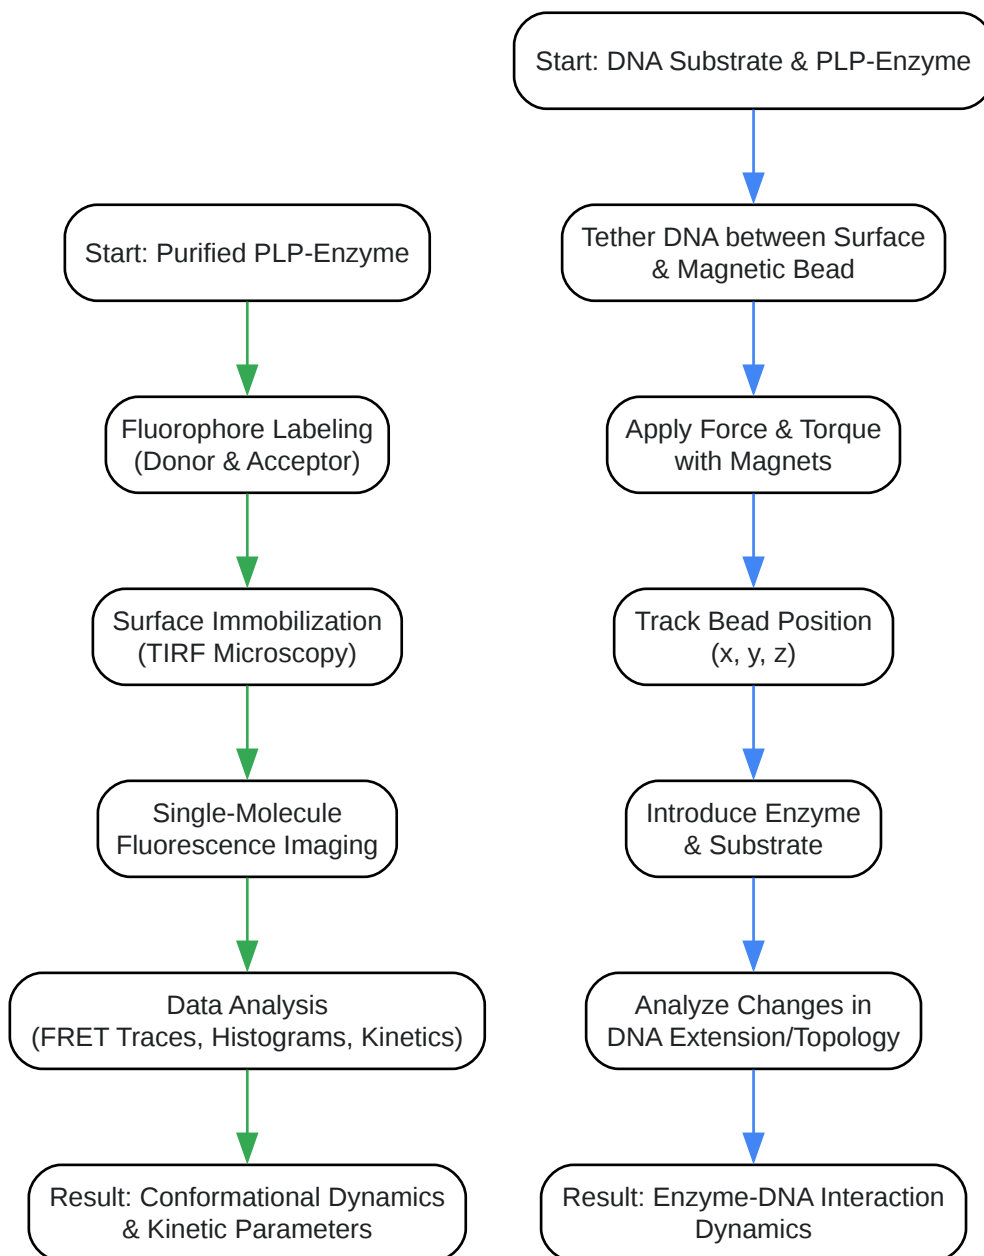 Start: Purified PLP-Enzyme
Fluorophore Labeling
(Donor & Acceptor)
Surface Immobilization
(TIRF Microscopy)
Single-Molecule
Fluorescence Imaging
Data Analysis
(FRET Traces, Histograms, Kinetics)
Result: Conformational Dynamics
& Kinetic Parameters
Start: DNA Substrate & PLP-Enzyme
Tether DNA between Surface
& Magnetic Bead
Apply Force & Torque
with Magnets
Track Bead Position
(x, y, z)
Introduce Enzyme
& Substrate
Analyze Changes in
DNA Extension/Topology
Result: Enzyme-DNA Interaction
Dynamics